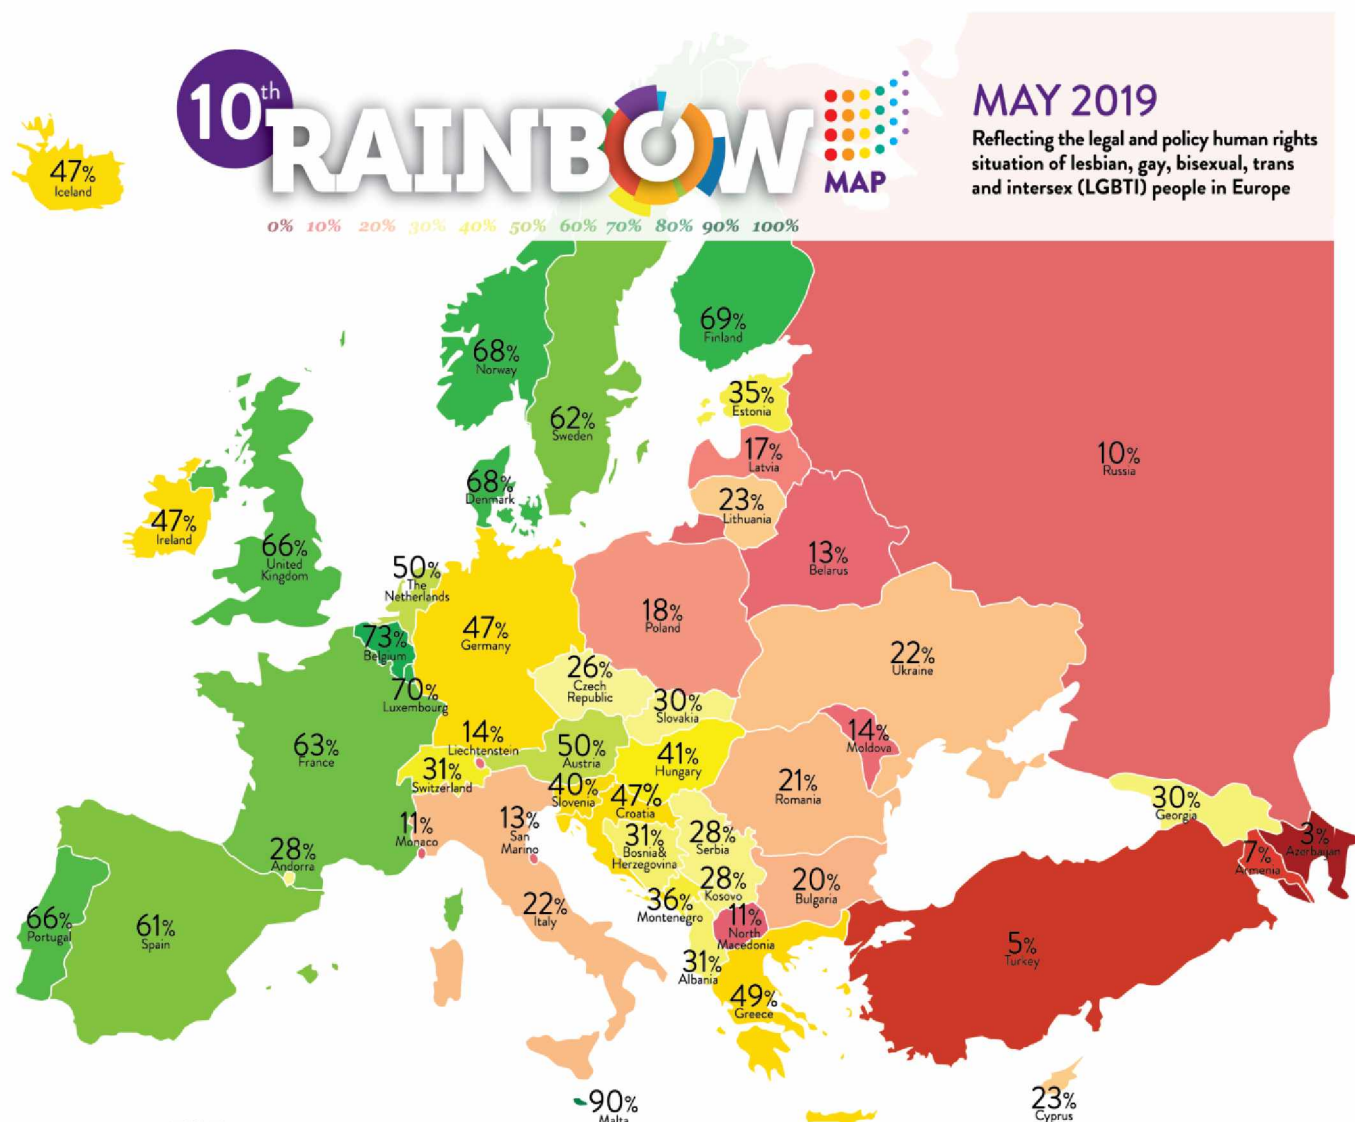 10th
RAINBOW
MAP
MAY 2019
Reflecting the legal and policy human rights
situation of lesbian, gay, bisexual, trans
and intersex (LGBTI) people in Europe
0% 10% 20% 30% 40% 50% 60% 70% 80% 90% 100%
47%
Iceland
69%
Finland
68%
Norway
62%
Sweden
35%
Estonia
17%
Latvia
10%
Russia
68%
Denmark
23%
Lithuania
47%
Ireland
66%
United
Kingdom
13%
Belarus
50%
The
Netherlands
18%
Poland
47%
Germany
73%
Belgium
22%
Ukraine
26%
Czech
Republic
70%
Luxembourg
30%
Slovakia
63%
France
14%
Liechtenstein
50%
Austria
41%
Hungary
14%
Moldova
31%
Switzerland
40%
Slovenia
47%
Croatia
21%
Romania
30%
Georgia
11%
Monaco
13%
San
Marino
31%
Bosnia&
Herzegovina
28%
Serbia
3%
Azerbaijan
7%
Armenia
28%
Andorra
28%
Kosovo
20%
Bulgaria
66%
Portugal
61%
Spain
22%
Italy
36%
Montenegro
11%
North
Macedonia
5%
Turkey
31%
Albania
49%
Greece
90%
Malta
23%
Cyprus